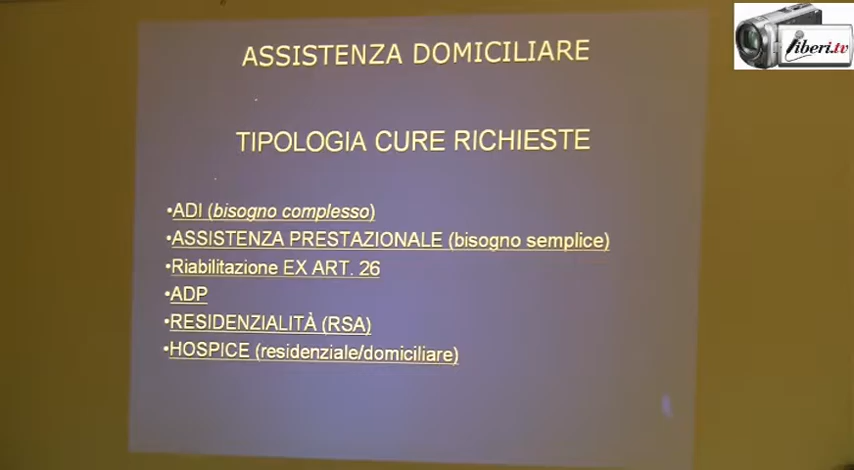 liberi.tv
ASSISTENZA DOMICILIARE
TIPOLOGIA CURE RICHIESTE
•ADI (bisogno complesso)
•ASSISTENZA PRESTAZIONALE (bisogno semplice)
•Riabilitazione EX ART. 26
•ADP
•RESIDENZIALITÀ (RSA)
•HOSPICE (residenziale/domiciliare)